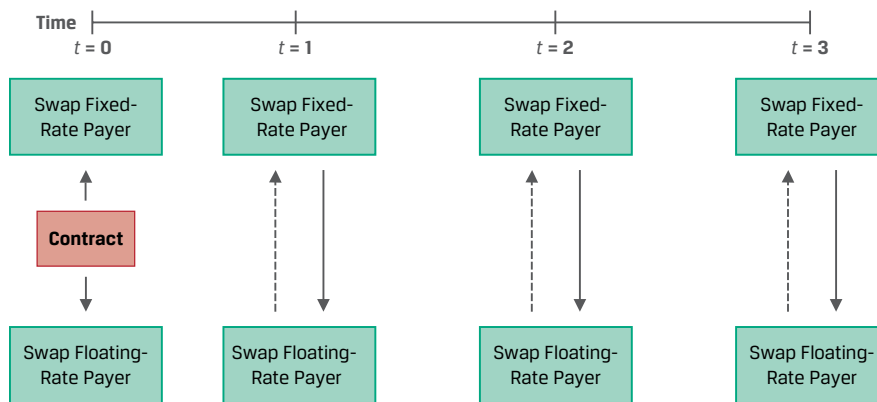 Time
t = 0
t = 1
t = 2
t = 3
Swap Fixed-
Rate Payer
Swap Fixed-
Rate Payer
Swap Fixed-
Rate Payer
Swap Fixed-
Rate Payer
Contract
Swap Floating-
Rate Payer
Swap Floating-
Rate Payer
Swap Floating-
Rate Payer
Swap Floating-
Rate Payer